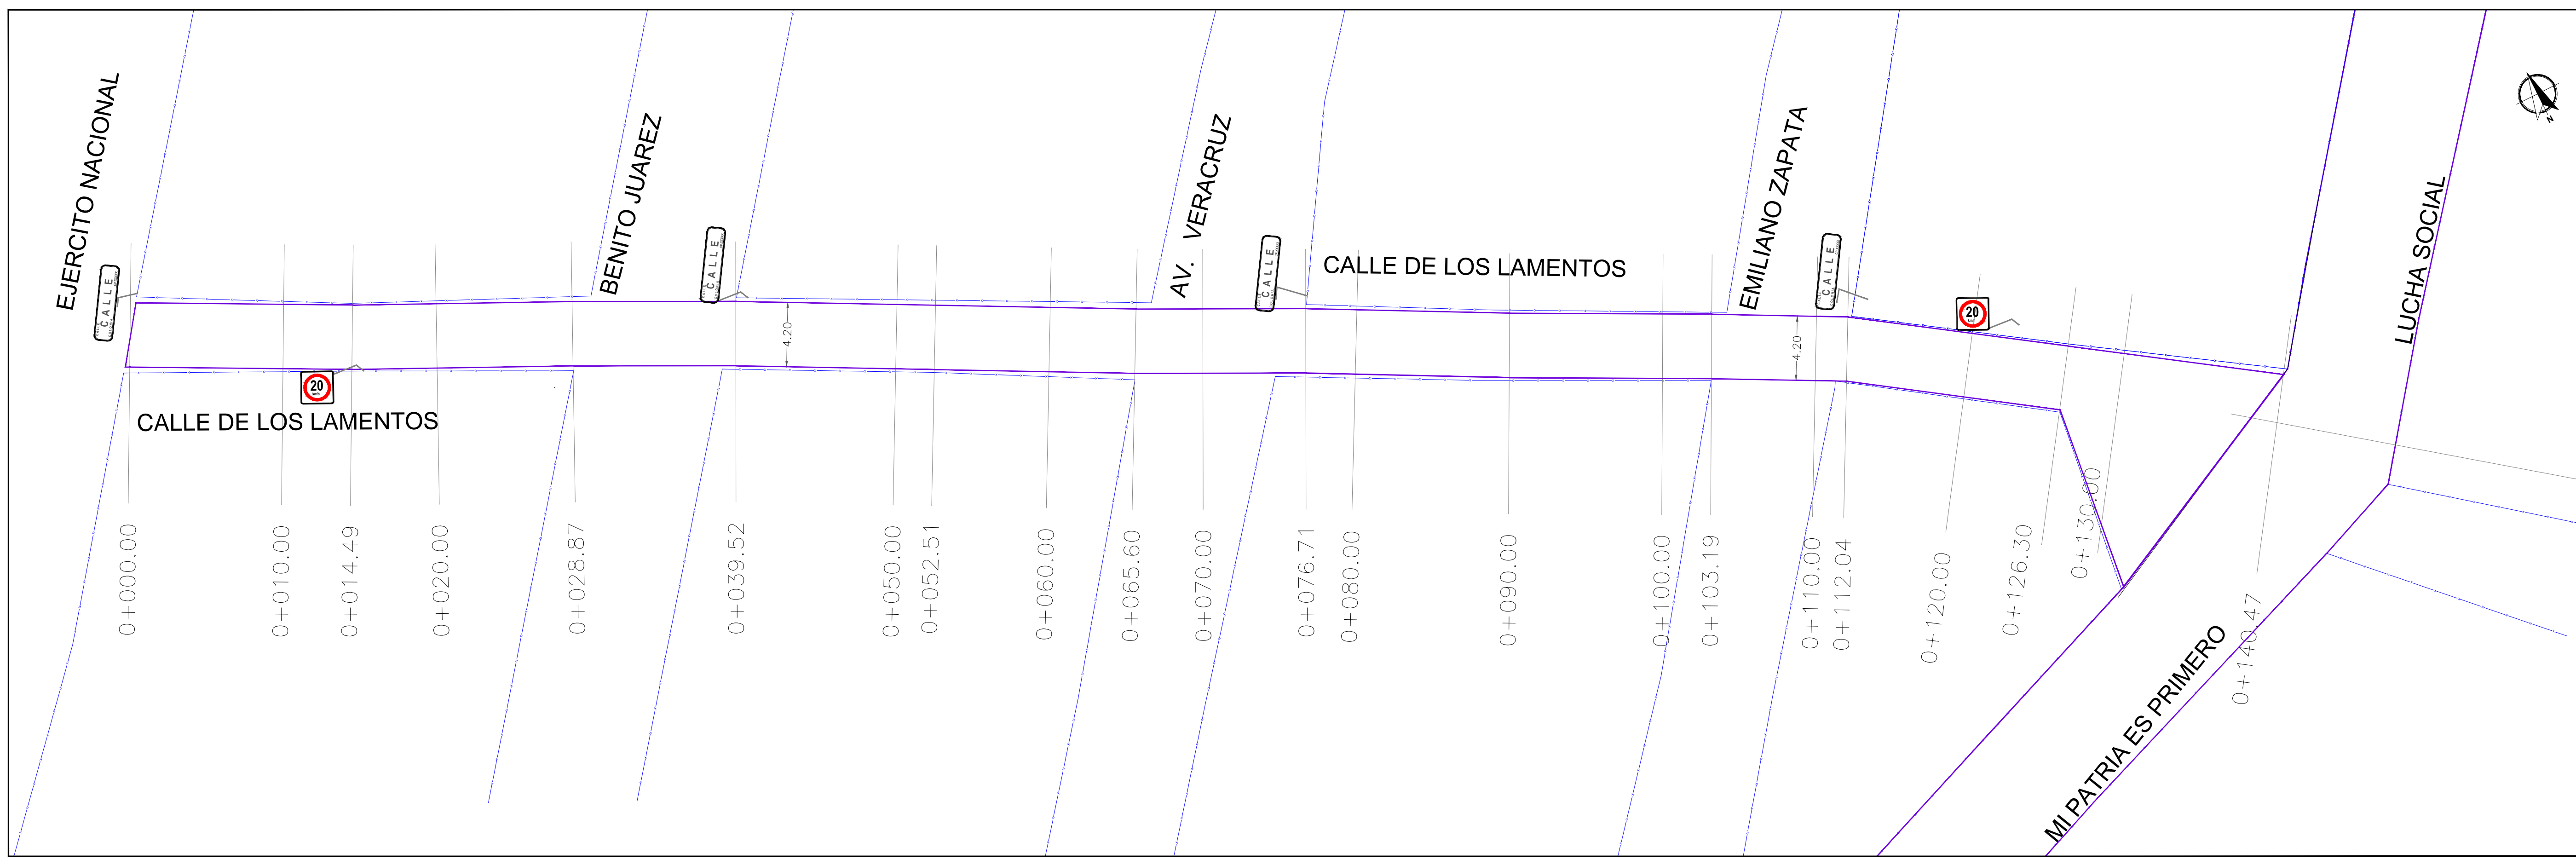 EJERCITO NACIONAL
BENITO JUAREZ
AV. VERACRUZ
EMILIANO ZAPATA
LUCHA SOCIAL
N
CALLE
CALLE
CALLE
CALLE
CALLE DE LOS LAMENTOS
20
4.20
4.20
20
CALLE DE LOS LAMENTOS
0+000.00
0+010.00
0+014.49
0+020.00
0+028.87
0+039.52
0+050.00
0+052.51
0+060.00
0+065.60
0+070.00
0+076.71
0+080.00
0+090.00
0+100.00
0+103.19
0+110.00
0+112.04
0+120.00
0+126.30
0+130.00
0+140.47
MI PATRIA ES PRIMERO